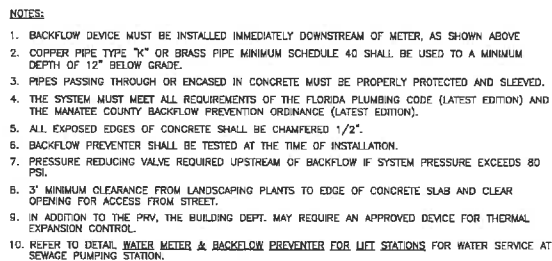 NOTES:
1. BACKFLOW DEVICE MUST BE INSTALLED IMMEDIATELY DOWNSTREAM OF METER, AS SHOWN ABOVE
2. COPPER PIPE TYPE "K" OR BRASS PIPE MINIMUM SCHEDULE 40 SHALL BE USED TO A MINIMUM
DEPTH OF 12" BELOW GRADE.
3. PIPES PASSING THROUGH OR ENCASED IN CONCRETE MUST BE PROPERLY PROTECTED AND SLEEVED.
4. THE SYSTEM MUST MEET ALL REQUIREMENTS OF THE FLORIDA PLUMBING CODE (LATEST EDITION) AND
THE MANATEE COUNTY BACKFLOW PREVENTION ORDINANCE (LATEST EDITION).
5. ALL EXPOSED EDGES OF CONCRETE SHALL BE CHAMFERED 1/2".
6. BACKFLOW PREVENTER SHALL BE TESTED AT THE TIME OF INSTALLATION.
7. PRESSURE REDUCING VALVE REQUIRED UPSTREAM OF BACKFLOW IF SYSTEM PRESSURE EXCEEDS 80
PSI.
8. 3' MINIMUM CLEARANCE FROM LANDSCAPING PLANTS TO EDGE OF CONCRETE SLAB AND CLEAR
OPENING FOR ACCESS FROM STREET.
9. IN ADDITION TO THE PRV, THE BUILDING DEPT. MAY REQUIRE AN APPROVED DEVICE FOR THERMAL
EXPANSION CONTROL.
10. REFER TO DETAIL WATER METER & BACKFLOW PREVENTER FOR LIFT STATIONS FOR WATER SERVICE AT
SEWAGE PUMPING STATION.